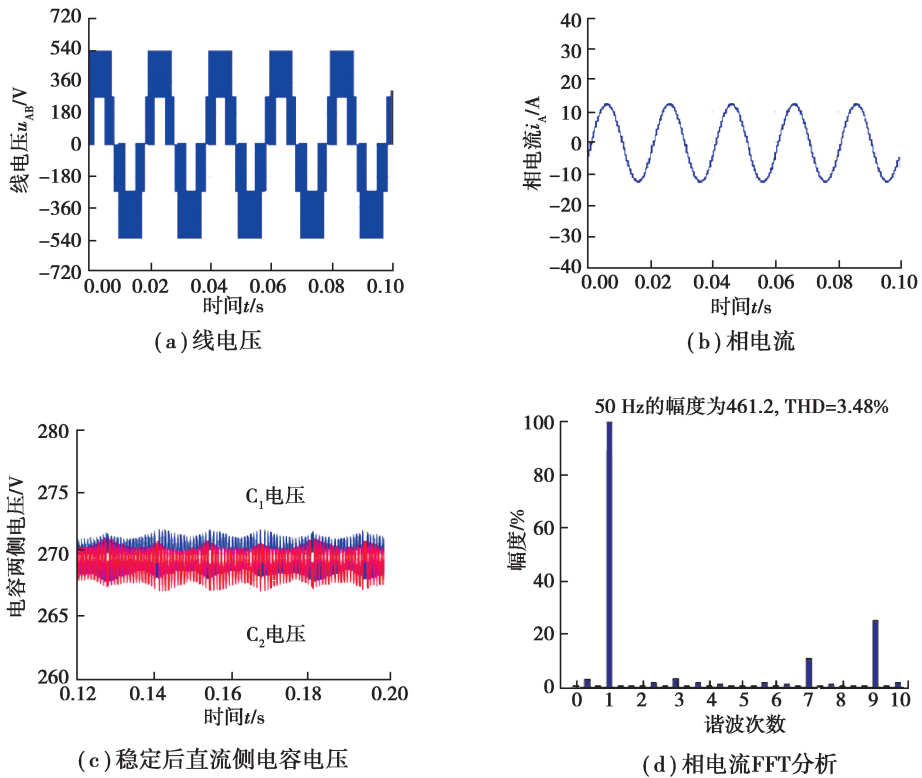 720
540
360
180
0
−180
−360
−540
−720
线电压uAB/V
0.00 0.02 0.04 0.06 0.08 0.10
时间t/s
(a)线电压
40
30
20
10
0
−10
−20
−30
−40
相电流iA/A
0.00 0.02 0.04 0.06 0.08 0.10
时间t/s
(b)相电流
280
275
270
265
260
电容两侧电压/V
C1电压
C2电压
0.12 0.14 0.16 0.18 0.20
时间t/s
(c)稳定后直流侧电容电压
50 Hz的幅度为461.2, THD=3.48%
100
80
60
40
20
0
幅度/%
0 1 2 3 4 5 6 7 8 9 10
谐波次数
(d)相电流FFT分析